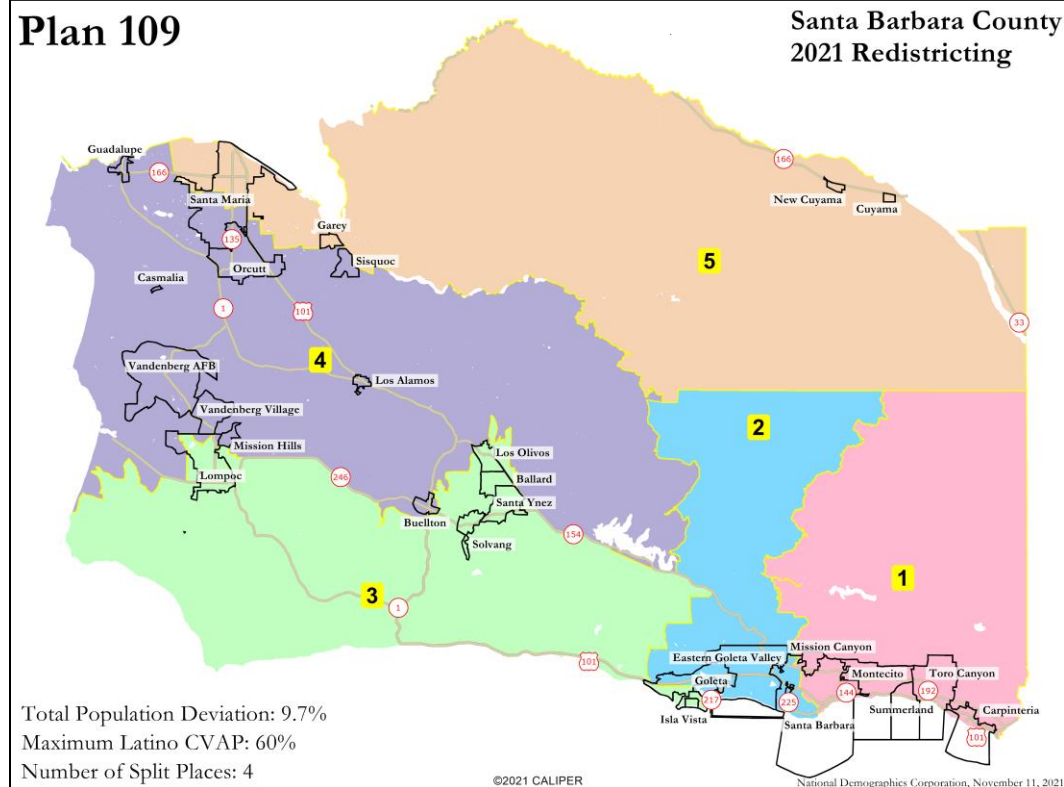 Plan 109
Santa Barbara County
2021 Redistricting
Guadalupe
166
Santa Maria
135
Orcutt
Garey
Sisquoc
Casmalia
1
101
166
New Cuyama
Cuyama
5
33
4
Vandenberg AFB
Los Alamos
Vandenberg Village
Mission Hills
Lompoc
246
Los Olivos
Ballard
Santa Ynez
Buellton
Solvang
154
2
1
3
1
101
Mission Canyon
Eastern Goleta Valley
Montecito
Toro Canyon
Goleta
217
225
144
192
Isla Vista
Santa Barbara
Summerland
Carpinteria
101
Total Population Deviation: 9.7%
Maximum Latino CVAP: 60%
Number of Split Places: 4
©2021 CALIPER
National Demographics Corporation, November 11, 2021